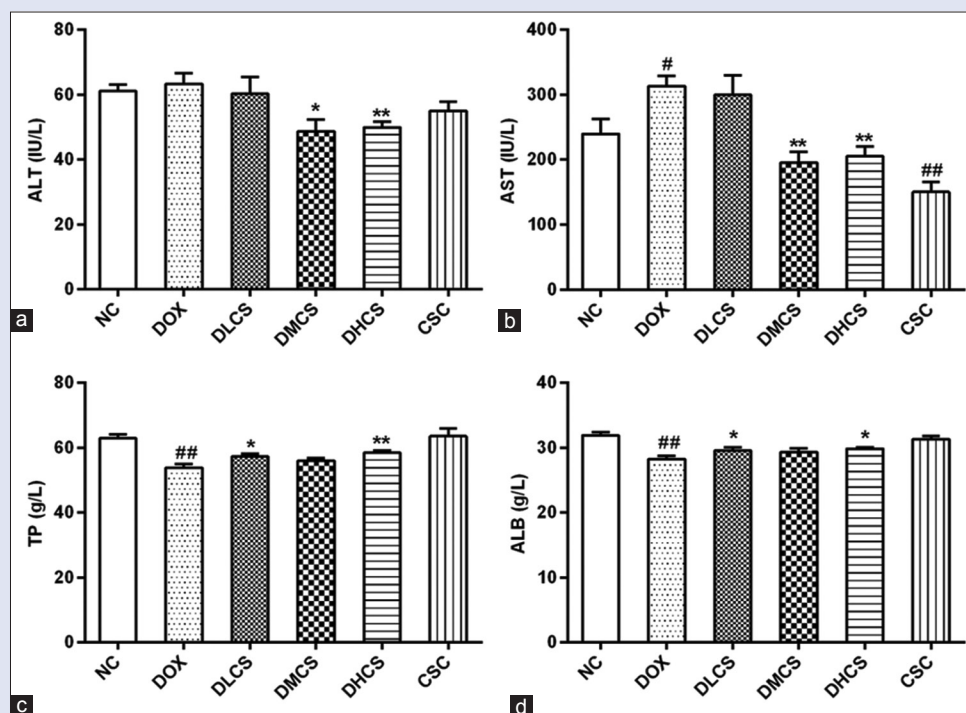 80
60
40
20
0
ALT (IU/L)
*
**
NC
DOX
DLCS
DMCS
DHCS
CSC
a
400
300
200
100
0
AST (IU/L)
#
**
**
##
NC
DOX
DLCS
DMCS
DHCS
CSC
b
80
60
40
20
0
TP (g/L)
##
*
**
NC
DOX
DLCS
DMCS
DHCS
CSC
c
40
30
20
10
0
ALB (g/L)
##
*
*
NC
DOX
DLCS
DMCS
DHCS
CSC
d